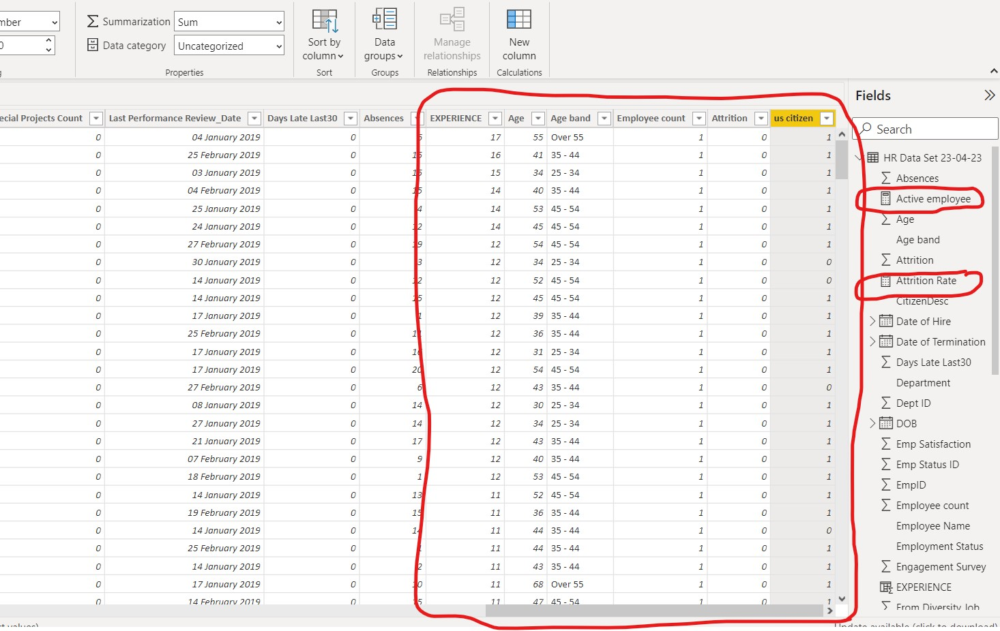 mber Summarization Sum Sort by column Data groups Manage relationships New column
0 Data category Uncategorized
Properties Sort Groups Relationships Calculations
ecial Projects Count Last Performance Review_Date Days Late Last30 Absences EXPERIENCE Age Age band Employee count Attrition us citizen
0 04 January 2019 0 17 55 Over 55 1 0 1
0 25 February 2019 0 15 16 41 35 - 44 1 0 1
0 03 January 2019 0 15 15 34 25 - 34 1 0 1
0 04 February 2019 0 15 14 40 35 - 44 1 0 1
0 25 January 2019 0 4 14 53 45 - 54 1 0 1
0 24 January 2019 0 12 14 45 45 - 54 1 0 1
0 27 February 2019 0 19 12 54 45 - 54 1 0 1
0 30 January 2019 0 3 12 34 25 - 34 1 0 0
0 14 January 2019 0 12 12 52 45 - 54 1 0 0
0 14 January 2019 0 15 12 45 45 - 54 1 0 1
0 17 January 2019 0 1 12 39 35 - 44 1 0 1
0 25 February 2019 0 11 12 36 35 - 44 1 0 1
0 17 January 2019 0 16 12 31 25 - 34 1 0 1
0 17 January 2019 0 20 12 54 45 - 54 1 0 1
0 27 February 2019 0 6 12 43 35 - 44 1 0 0
0 08 January 2019 0 14 12 30 25 - 34 1 0 1
0 27 January 2019 0 14 12 34 25 - 34 1 0 1
0 21 January 2019 0 17 12 43 35 - 44 1 0 1
0 07 February 2019 0 9 12 40 35 - 44 1 0 1
0 18 February 2019 0 1 12 53 45 - 54 1 0 1
0 14 January 2019 0 13 11 52 45 - 54 1 0 1
0 19 February 2019 0 15 11 36 35 - 44 1 0 1
0 14 January 2019 0 14 11 44 35 - 44 1 0 0
0 25 February 2019 0 11 44 35 - 44 1 0 1
0 14 January 2019 0 2 11 43 35 - 44 1 0 1
0 17 January 2019 0 10 11 68 Over 55 1 0 1
0 14 February 2019 0 15 11 47 45 - 54 1 0 1
Fields
Search
HR Data Set 23-04-23
Absences
Active employee
Age
Age band
Attrition
Attrition Rate
CitizenDesc
Date of Hire
Date of Termination
Days Late Last30
Department
Dept ID
DOB
Emp Satisfaction
Emp Status ID
EmpID
Employee count
Employee Name
Employment Status
Engagement Survey
EXPERIENCE
From Diversity Job
ct values)
Update available (click to download)